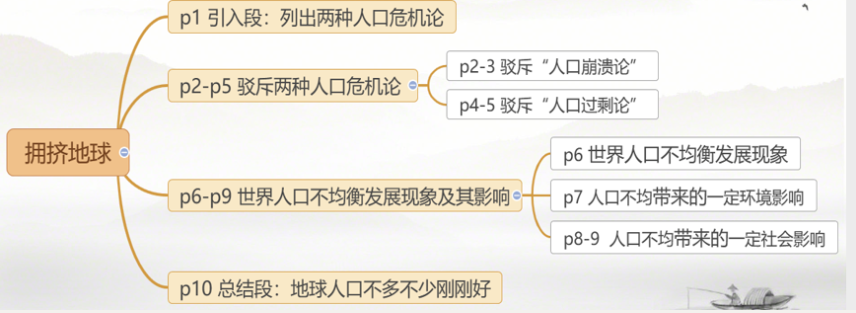 p1 引入段：列出两种人口危机论
p2-p5 驳斥两种人口危机论
p2-3 驳斥“人口崩溃论”
p4-5 驳斥“人口过剩论”
拥挤地球
p6-p9 世界人口不均衡发展现象及其影响
p6 世界人口不均衡发展现象
p7 人口不均带来的一定环境影响
p8-9 人口不均带来的一定社会影响
p10 总结段：地球人口不多不少刚刚好